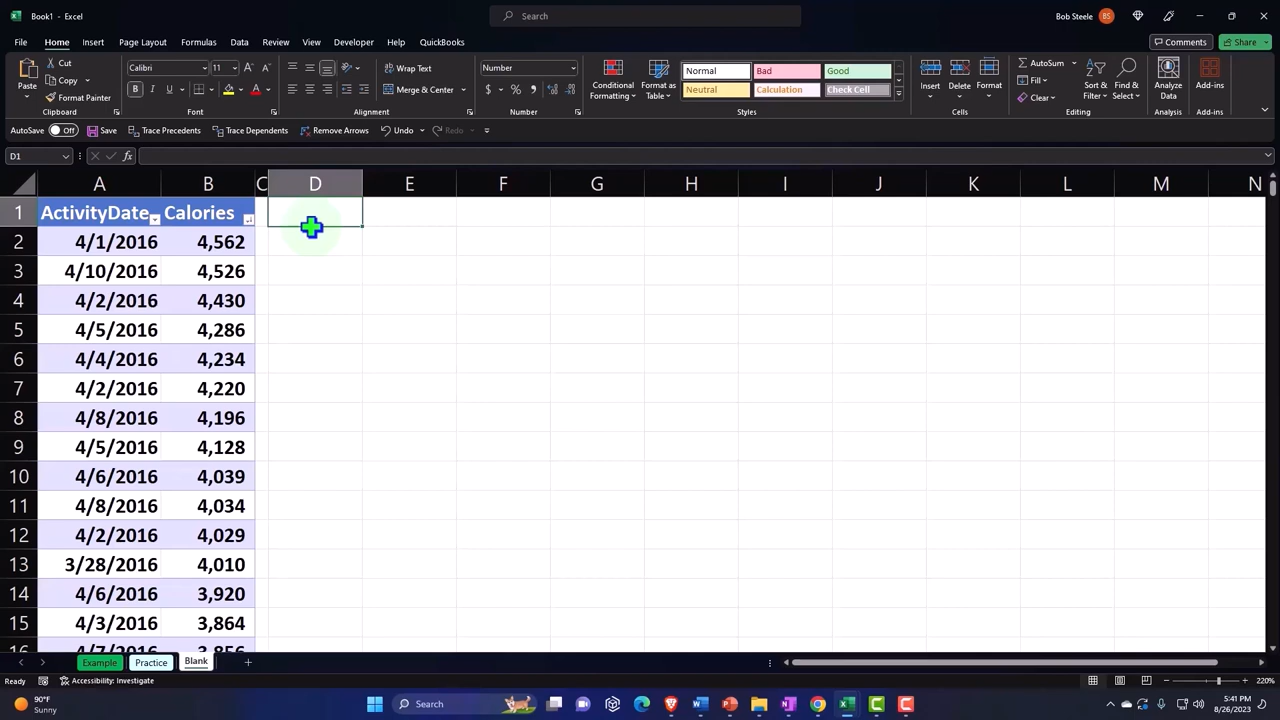 Book1 - Excel
Search
Bob Steele
BS
File
Home
Insert
Page Layout
Formulas
Data
Review
View
Developer
Help
QuickBooks
Comments
Share
Paste
Cut
Copy
Format Painter
Clipboard
Calibri
11
Font
Wrap Text
Merge & Center
Alignment
Number
Number
Conditional Formatting
Format as Table
Normal
Bad
Good
Neutral
Calculation
Check Cell
Styles
Insert
Delete
Format
Cells
AutoSum
Fill
Clear
Sort & Filter
Find & Select
Editing
Analyze Data
Analysis
Add-ins
Add-ins
AutoSave Off Save Trace Precedents Trace Dependents Remove Arrows Undo Redo
D1
fx
A B C D E F G H I J K L M N
1 ActivityDate Calories
2 4/1/2016 4,562
3 4/10/2016 4,526
4 4/2/2016 4,430
5 4/5/2016 4,286
6 4/4/2016 4,234
7 4/2/2016 4,220
8 4/8/2016 4,196
9 4/5/2016 4,128
10 4/6/2016 4,039
11 4/8/2016 4,034
12 4/2/2016 4,029
13 3/28/2016 4,010
14 4/6/2016 3,920
15 4/3/2016 3,864
16 4/7/2016 3,856
Example Practice Blank
Ready Accessibility: Investigate
220%
90°F
Sunny
Search
5:41 PM
8/26/2023